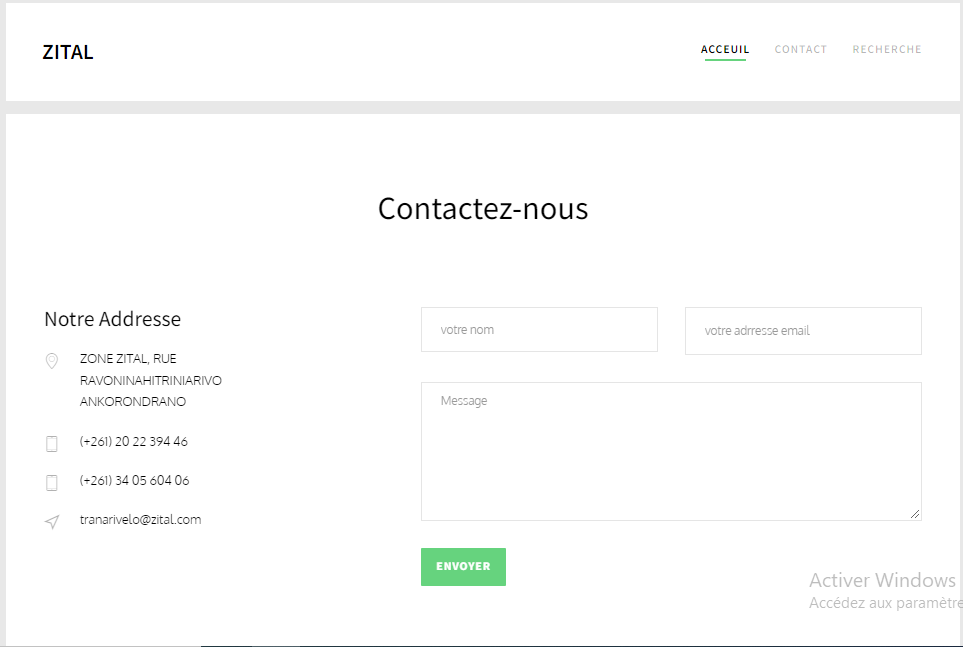 ZITAL
ACCEUIL CONTACT RECHERCHE
Contactez-nous
Notre Addresse
ZONE ZITAL, RUE
RAVONINAHITRINIARIVO
ANKORONDRANO
(+261) 20 22 394 46
(+261) 34 05 604 06
tranarivelo@zital.com
votre nom
votre adrresse email
Message
ENVOYER
Activer Windows
Accédez aux paramètre